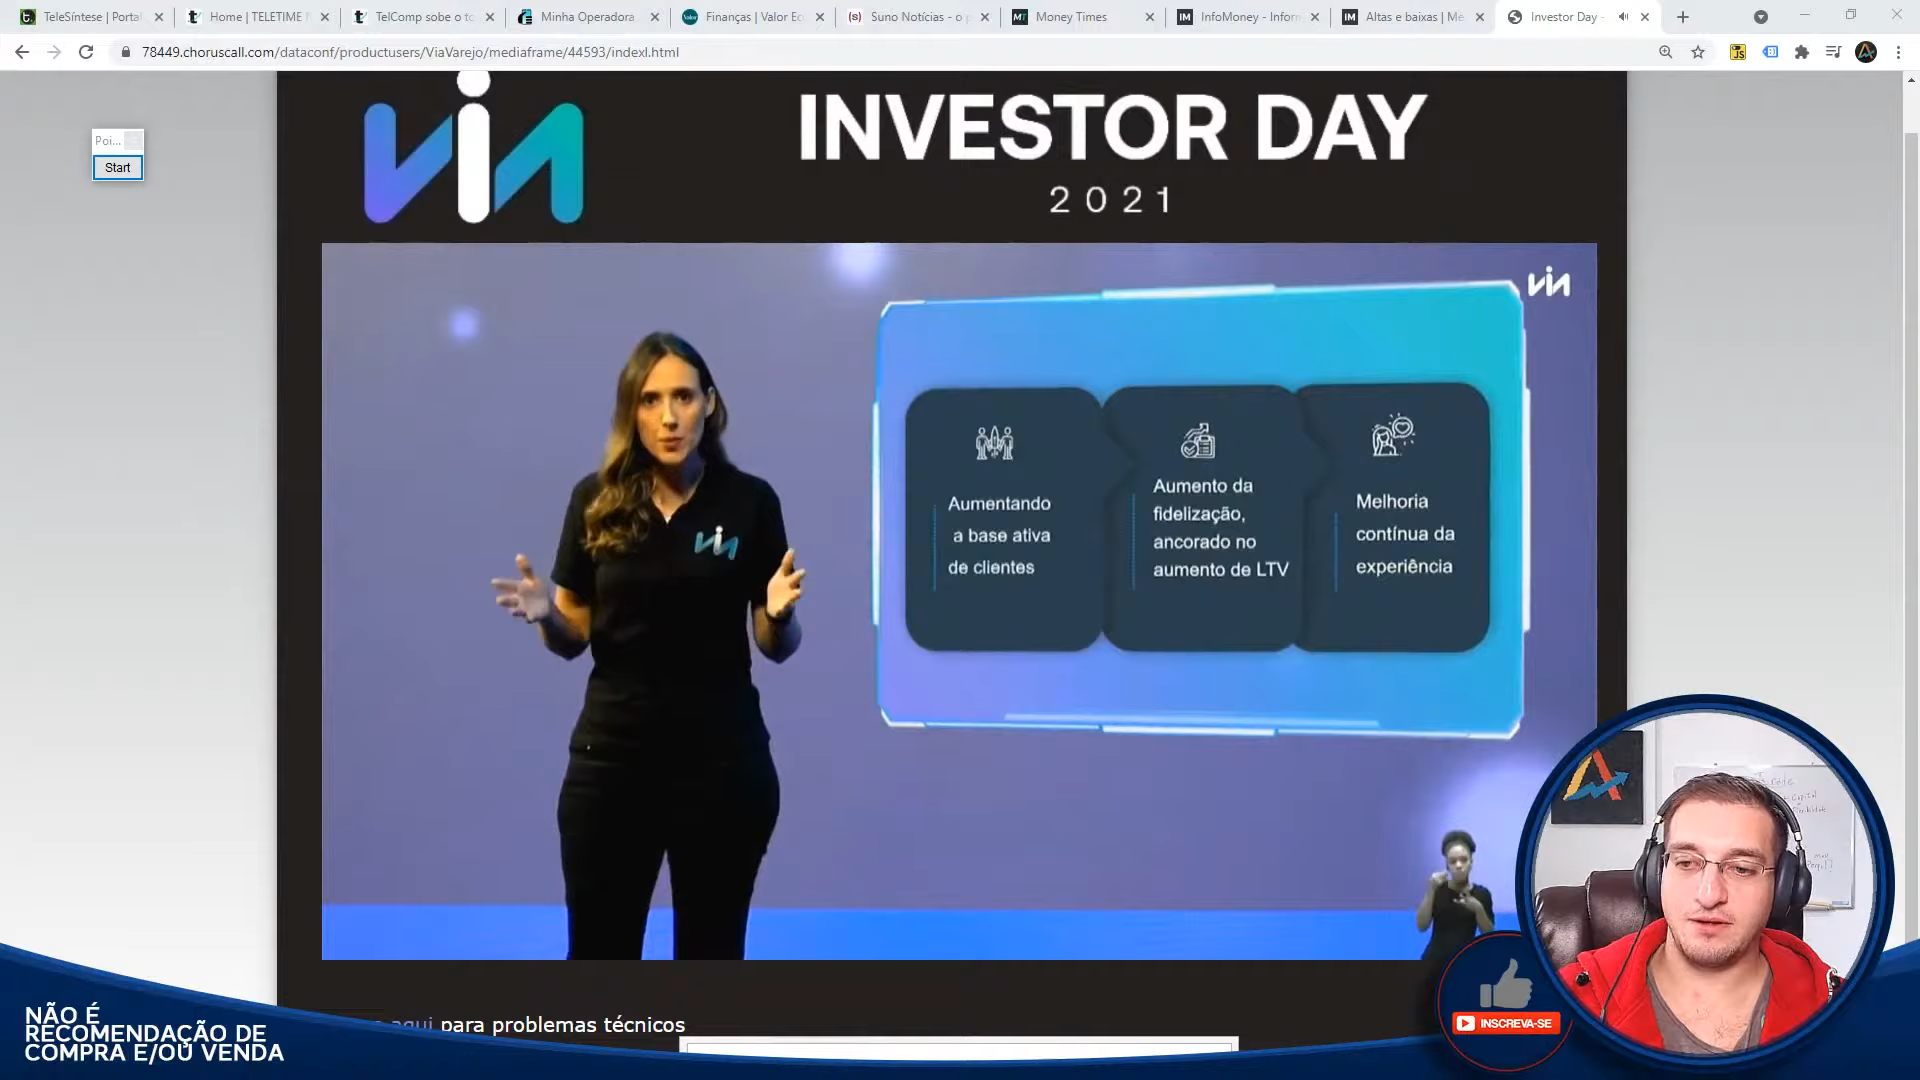 TeleSíntese | Porta
Home | TELETIME
TelComp sobe o to
Minha Operadora
Finanças | Valor Ec
Suno Notícias - o p
Money Times
InfoMoney - Inform
Altas e baixas | Me
Investor Day -
78449.choruscall.com/dataconf/productusers/ViaVarejo/mediaframe/44593/indexl.html
Poi...
Start
via
INVESTOR DAY
2021
via
via
Aumentando
a base ativa
de clientes
Aumento da
fidelização,
ancorado no
aumento de LTV
Melhoria
contínua da
experiência
aqui para problemas técnicos
NÃO É
RECOMENDAÇÃO DE
COMPRA E/OU VENDA
INSCREVA-SE